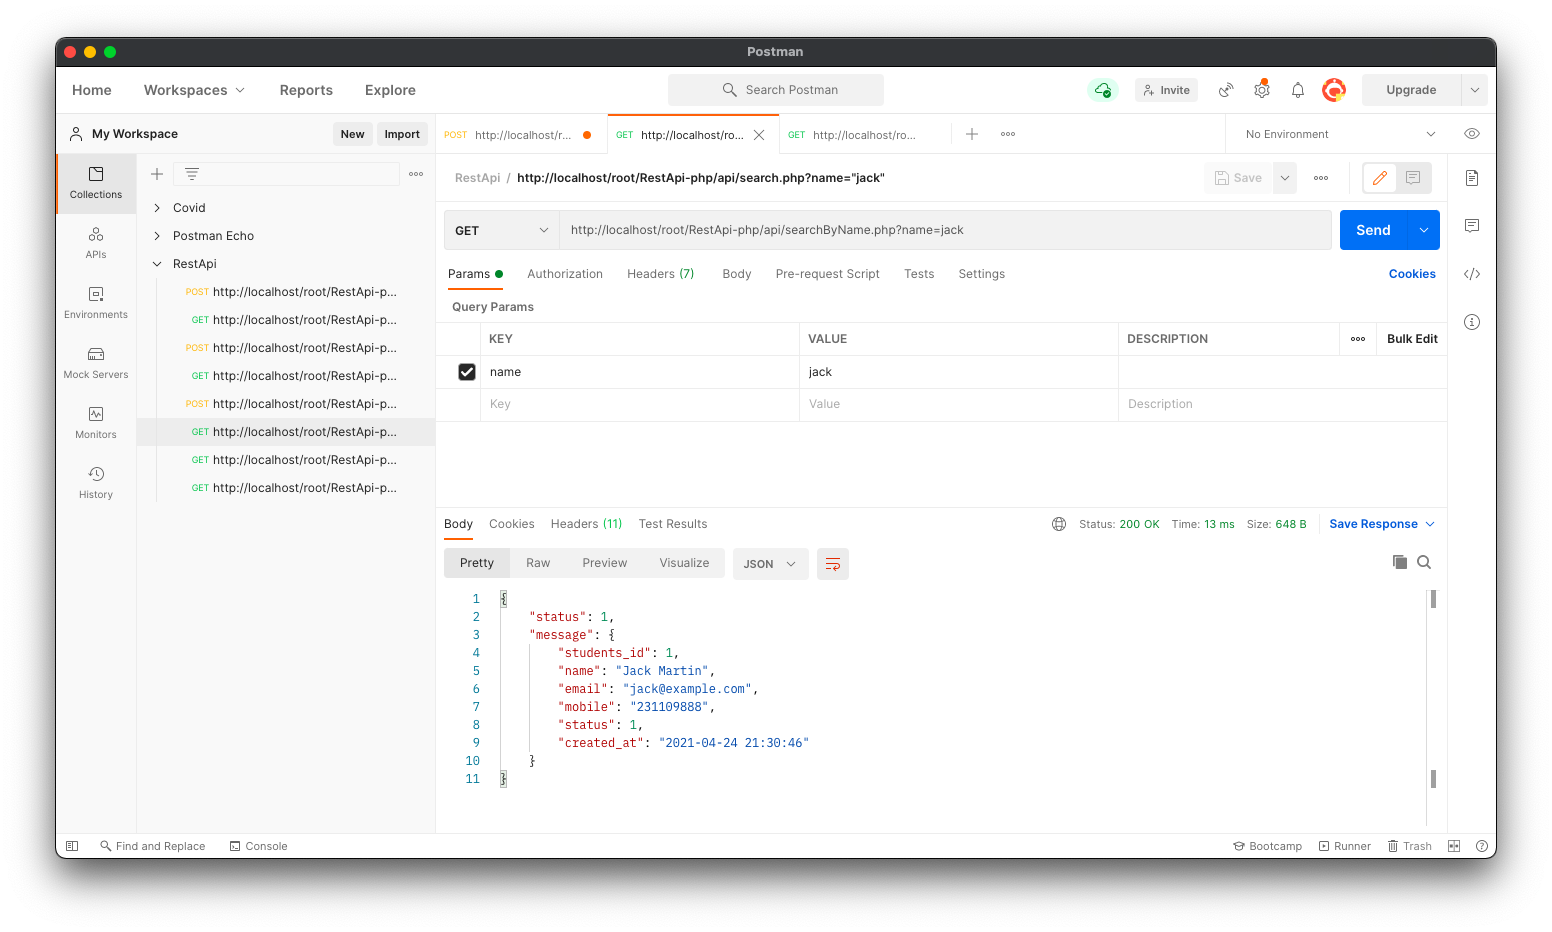 Postman
Home Workspaces Reports Explore Search Postman Invite Upgrade
My Workspace New Import POST http://localhost/r... GET http://localhost/ro... GET http://localhost/ro... No Environment
Collections
APIs
Environments
Mock Servers
Monitors
History
Covid
Postman Echo
RestApi
POST http://localhost/root/RestApi-p...
GET http://localhost/root/RestApi-p...
POST http://localhost/root/RestApi-p...
GET http://localhost/root/RestApi-p...
POST http://localhost/root/RestApi-p...
GET http://localhost/root/RestApi-p...
GET http://localhost/root/RestApi-p...
GET http://localhost/root/RestApi-p...
RestApi / http://localhost/root/RestApi-php/api/search.php?name="jack" Save
GET http://localhost/root/RestApi-php/api/searchByName.php?name=jack Send
Params Authorization Headers (7) Body Pre-request Script Tests Settings Cookies
Query Params
KEY VALUE DESCRIPTION Bulk Edit
name jack
Key Value Description
Body Cookies Headers (11) Test Results Status: 200 OK Time: 13 ms Size: 648 B Save Response
Pretty Raw Preview Visualize JSON
1 {
2 "status": 1,
3 "message": {
4 "students_id": 1,
5 "name": "Jack Martin",
6 "email": "jack@example.com",
7 "mobile": "231109888",
8 "status": 1,
9 "created_at": "2021-04-24 21:30:46"
10 }
11 }
Find and Replace Console Bootcamp Runner Trash